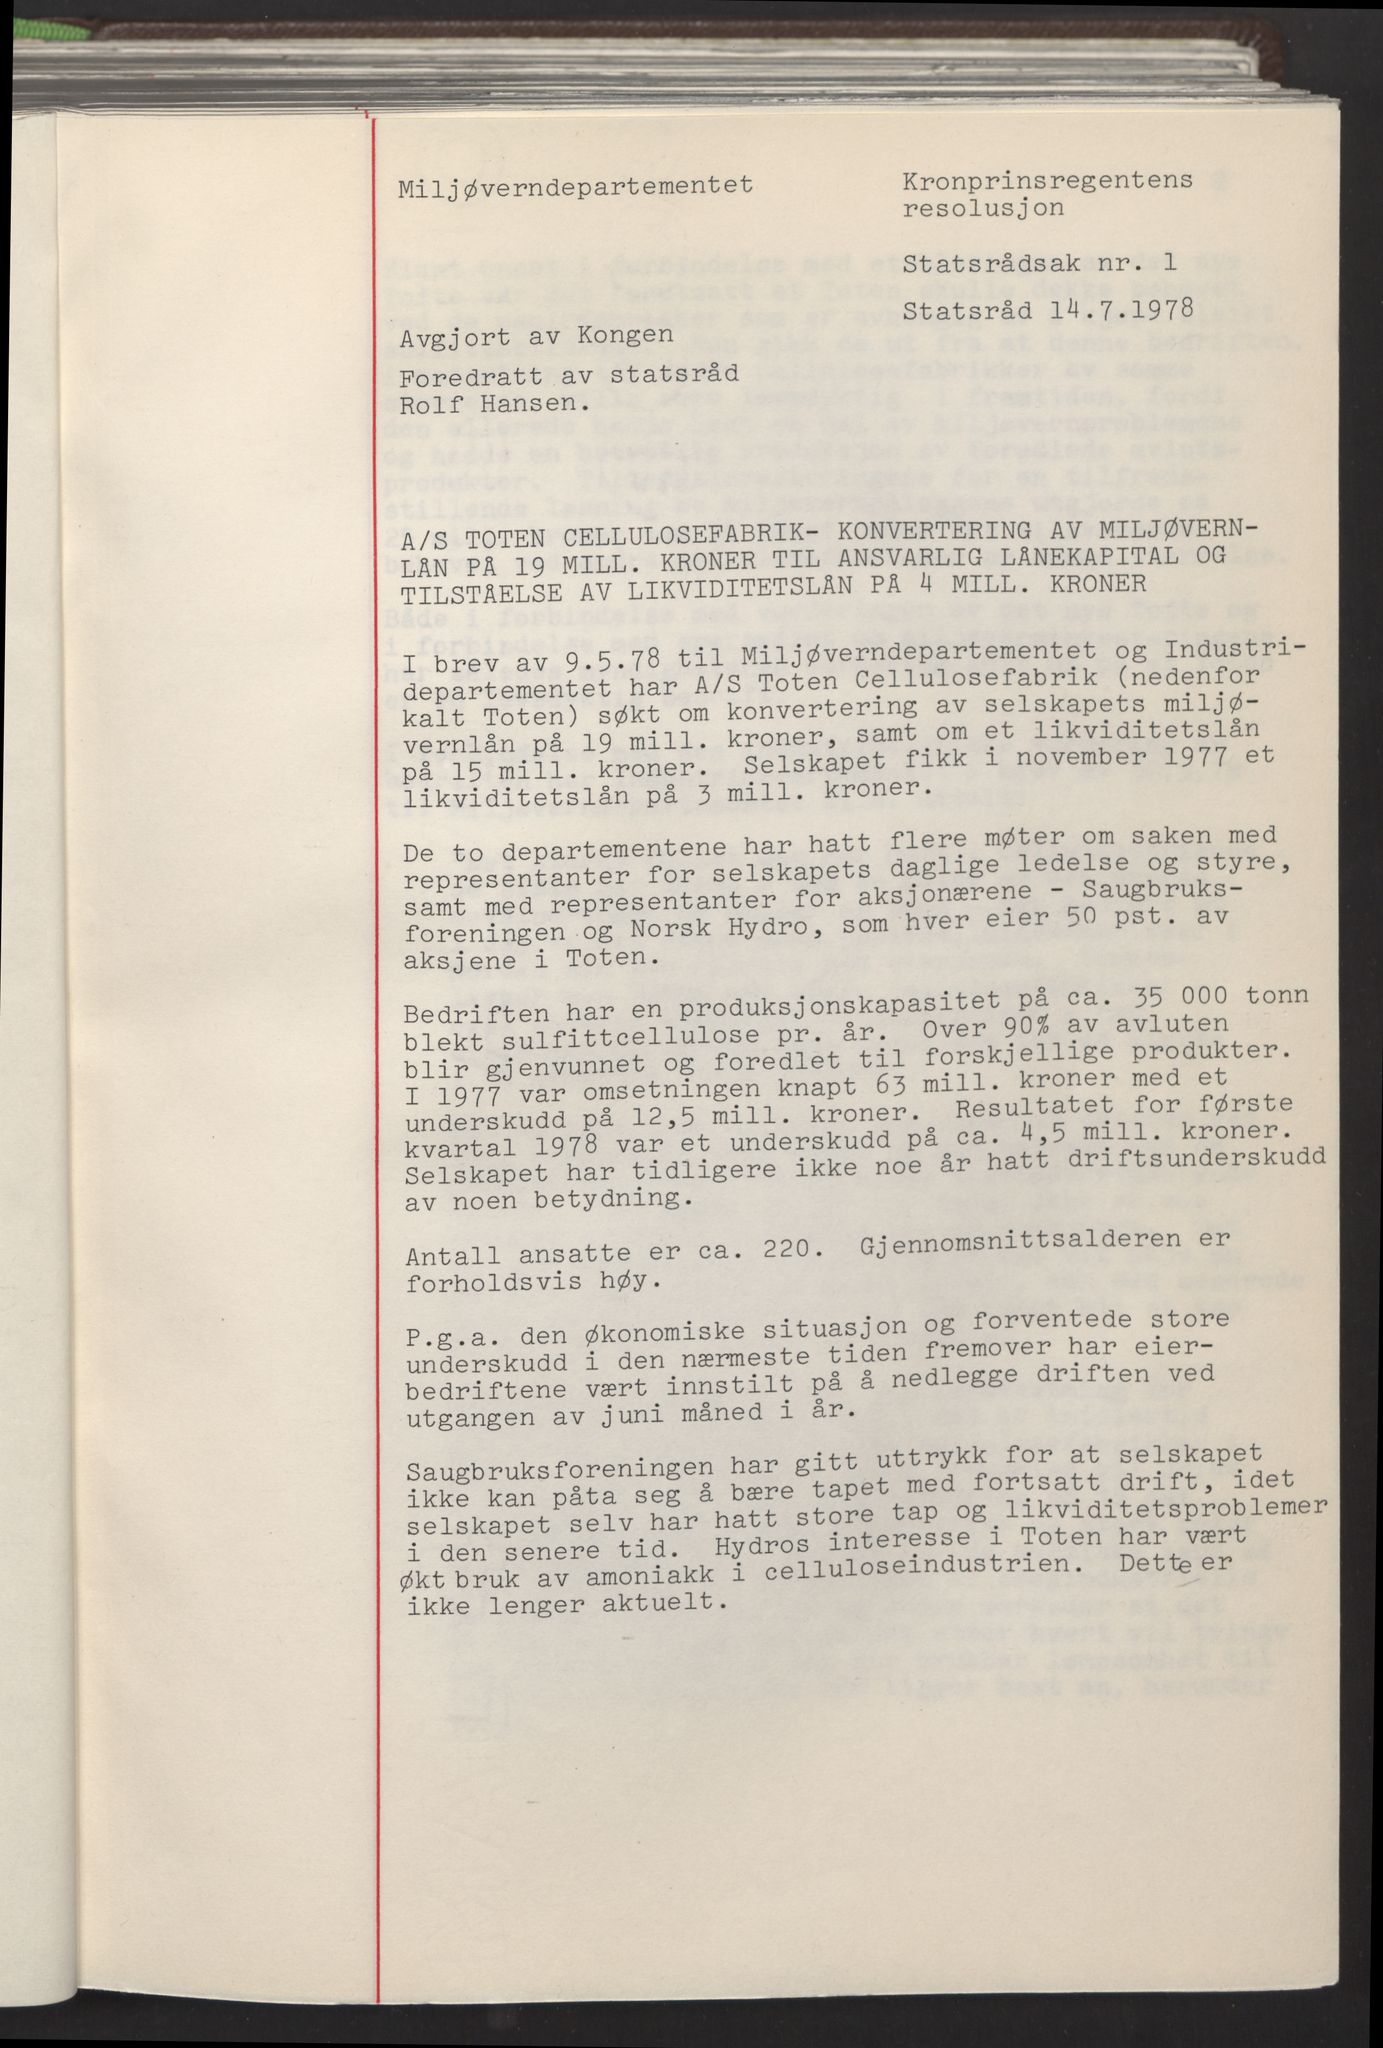 Miljøverndepartementet
Kronprinsregentens
resolusjon
Statsrådsak nr. 1
Statsråd 14.7.1978
Avgjort av Kongen
Foredratt av statsråd
Rolf Hansen.
A/S TOTEN CELLULOSEFABRIK- KONVERTERING AV MILJØVERN-
LÅN PÅ 19 MILL. KRONER TIL ANSVARLIG LÅNEKAPITAL OG
TILSTÅELSE AV LIKVIDITETSLÅN PÅ 4 MILL. KRONER
I brev av 9.5.78 til Miljøverndepartementet og Industri-
departementet har A/S Toten Cellulosefabrik (nedenfor
kalt Toten) søkt om konvertering av selskapets miljø-
vernlån på 19 mill. kroner, samt om et likviditetslån
på 15 mill. kroner. Selskapet fikk i november 1977 et
likviditetslån på 3 mill. kroner.
De to departementene har hatt flere møter om saken med
representanter for selskapets daglige ledelse og styre,
samt med representanter for aksjonærene - Saugbruks-
foreningen og Norsk Hydro, som hver eier 50 pst. av
aksjene i Toten.
Bedriften har en produksjonskapasitet på ca. 35 000 tonn
blekt sulfittcellulose pr. år. Over 90% av avluten
blir gjenvunnet og foredlet til forskjellige produkter.
I 1977 var omsetningen knapt 63 mill. kroner med et
underskudd på 12,5 mill. kroner. Resultatet for første
kvartal 1978 var et underskudd på ca. 4,5 mill. kroner.
Selskapet har tidligere ikke noe år hatt driftsunderskudd
av noen betydning.
Antall ansatte er ca. 220. Gjennomsnittsalderen er
forholdsvis høy.
P.g.a. den økonomiske situasjon og forventede store
underskudd i den nærmeste tiden fremover har eier-
bedriftene vært innstilt på å nedlegge driften ved
utgangen av juni måned i år.
Saugbruksforeningen har gitt uttrykk for at selskapet
ikke kan påta seg å bære tapet med fortsatt drift, idet
selskapet selv har hatt store tap og likviditetsproblemer
i den senere tid. Hydros interesse i Toten har vært
økt bruk av amoniakk i celluloseindustrien. Dette er
ikke lenger aktuelt.